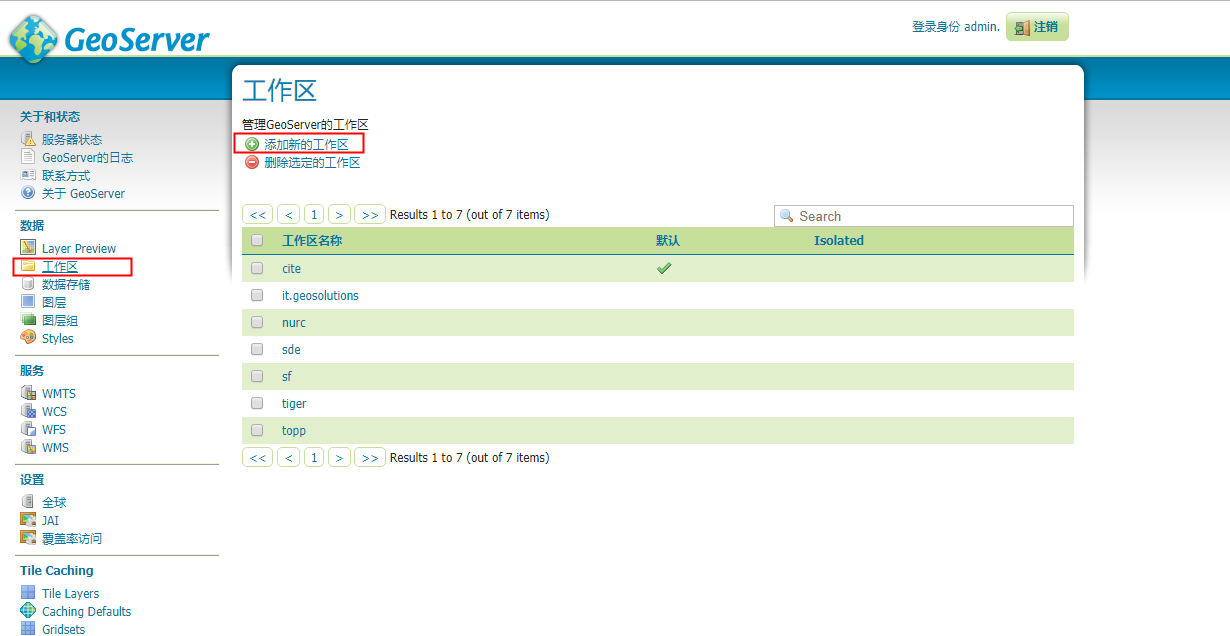 GeoServer
登录身份 admin.
注销
关于和状态
服务器状态
GeoServer的日志
联系方式
关于 GeoServer
数据
Layer Preview
工作区
数据存储
图层
图层组
Styles
服务
WMTS
WCS
WFS
WMS
设置
全球
JAI
覆盖率访问
Tile Caching
Tile Layers
Caching Defaults
Gridsets
工作区
管理GeoServer的工作区
添加新的工作区
删除选定的工作区
<< < 1 > >> Results 1 to 7 (out of 7 items)
Search
工作区名称 默认 Isolated
cite
it.geosolutions
nurc
sde
sf
tiger
topp
<< < 1 > >> Results 1 to 7 (out of 7 items)